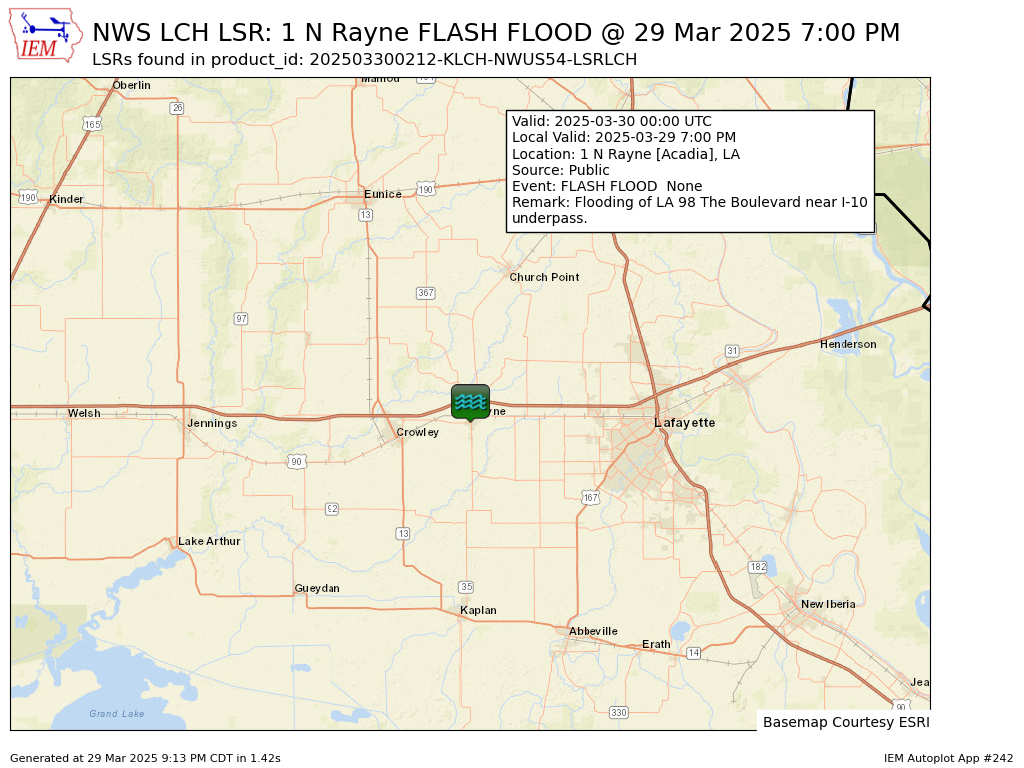 IEM
NWS LCH LSR: 1 N Rayne FLASH FLOOD @ 29 Mar 2025 7:00 PM
LSRs found in product_id: 202503300212-KLCH-NWUS54-LSRLCH
Oberlin
Mamou
26
165
Valid: 2025-03-30 00:00 UTC
Local Valid: 2025-03-29 7:00 PM
Location: 1 N Rayne [Acadia], LA
Source: Public
Event: FLASH FLOOD  None
Remark: Flooding of LA 98 The Boulevard near I-10
underpass.
190
Kinder
Eunice
190
13
Church Point
367
97
Henderson
31
Welsh
Jennings
Crowley
yne
Lafayette
90
167
92
13
Lake Arthur
182
Gueydan
35
Kaplan
New Iberia
Abbeville
Erath
14
Jea
90
Grand Lake
330
Basemap Courtesy ESRI
Generated at 29 Mar 2025 9:13 PM CDT in 1.42s
IEM Autoplot App #242